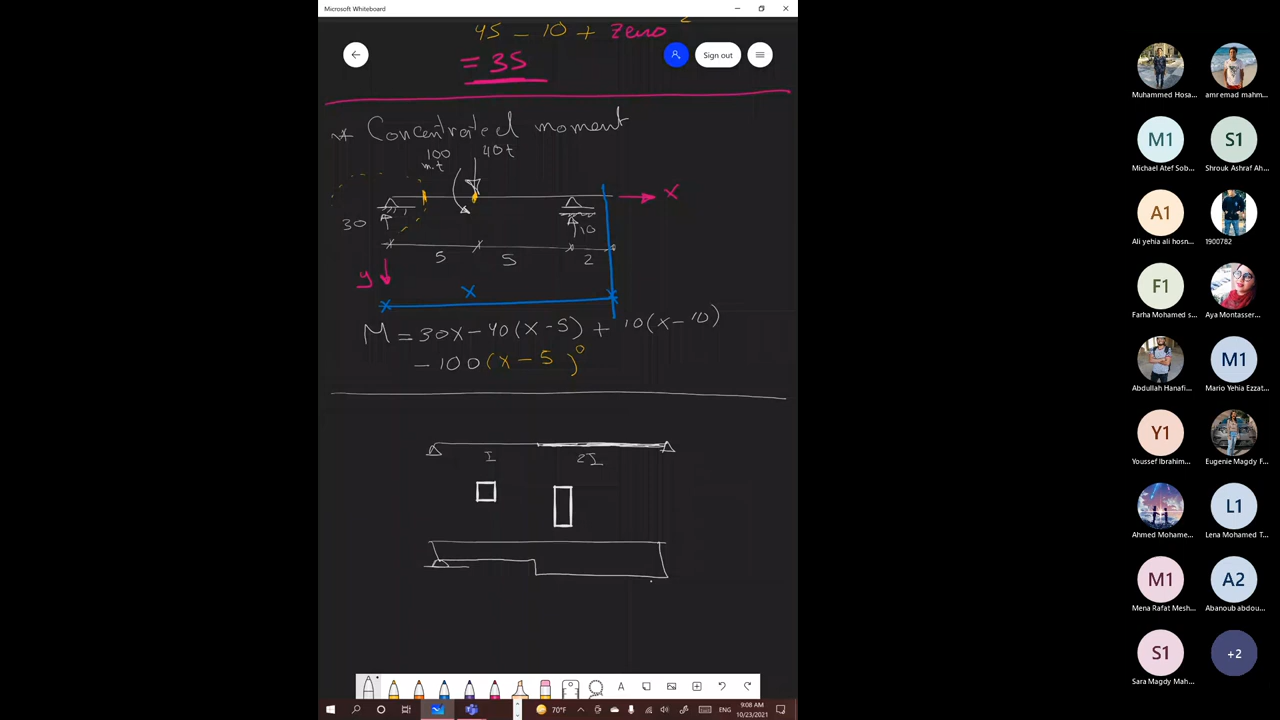 Microsoft Whiteboard
45 - 10 + Zero
= 35
Sign out
Concentrated moment
100
m.t
40t
X
30
10
5
5
2
y
X
M = 30X - 40(X-5) + 10(X-10)
- 100(X-5)⁰
I
2I
Muhammed Hosa...
amr emad mahm...
M1
S1
Michael Atef Sob...
Shrouk Ashraf Ah...
A1
Ali yehia ali hosn...
1900782
F1
Farha Mohamed s...
Aya Montasser...
M1
Abdullah Hanafi...
Mario Yehia Ezzat...
Y1
Youssef Ibrahim...
Eugenie Magdy F...
L1
Ahmed Mohame...
Lena Mohamed T...
M1
A2
Mena Rafat Mesh...
Abanoub abdou...
S1
+2
Sara Magdy Mah...
A
70°F
ENG
9:08 AM
10/23/2021